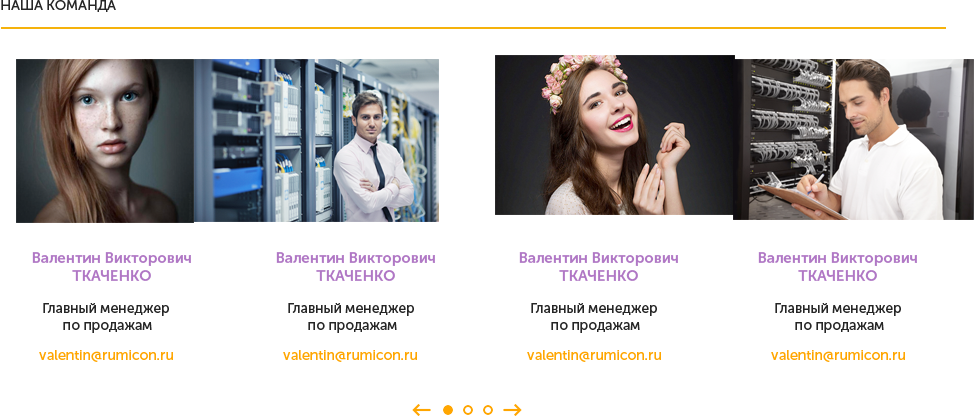 НАША КОМАНДА
Валентин Викторович
ТКАЧЕНКО
Главный менеджер
по продажам
valentin@rumicon.ru
Валентин Викторович
ТКАЧЕНКО
Главный менеджер
по продажам
valentin@rumicon.ru
Валентин Викторович
ТКАЧЕНКО
Главный менеджер
по продажам
valentin@rumicon.ru
Валентин Викторович
ТКАЧЕНКО
Главный менеджер
по продажам
valentin@rumicon.ru